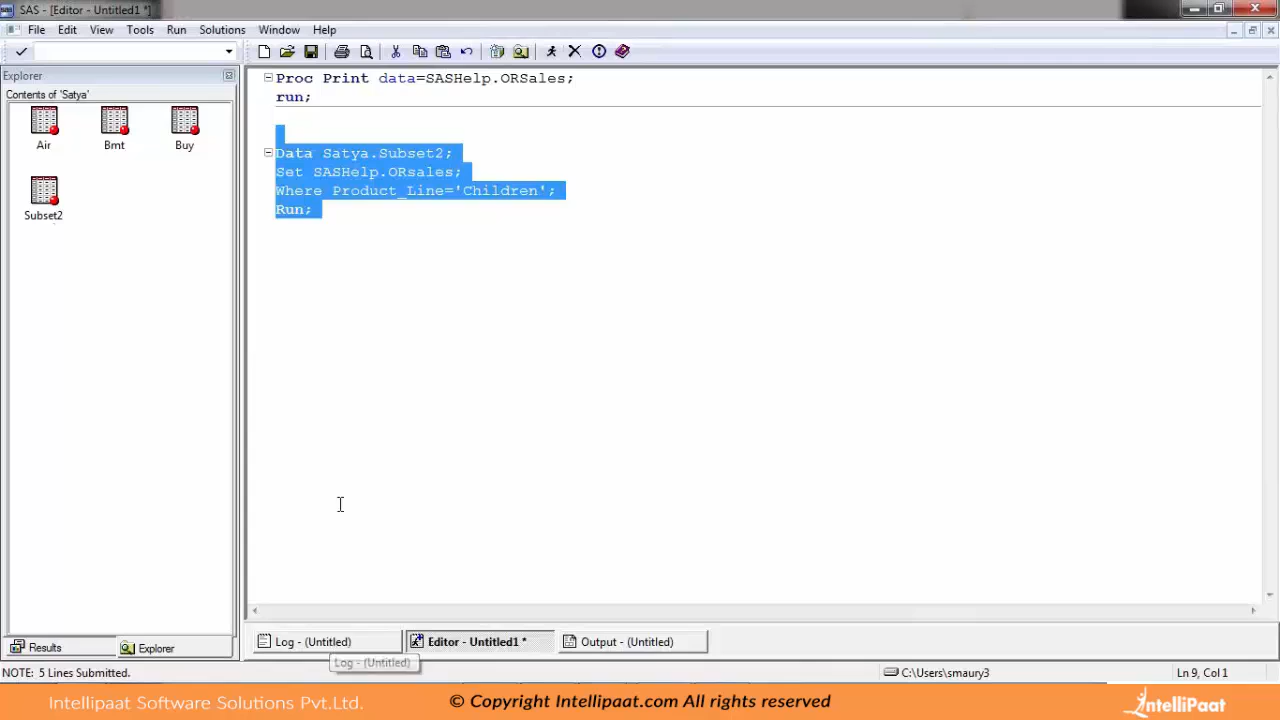 SAS - [Editor - Untitled1 *]
File Edit View Tools Run Solutions Window Help
Explorer
Contents of 'Satya'
Air Bmt Buy
Subset2
Proc Print data=SASHelp.ORSales;
run;
Data Satya.Subset2;
Set SASHelp.ORsales;
Where Product_Line='Children';
Run;
Results Explorer
Log - (Untitled) Editor - Untitled1 * Output - (Untitled)
Log - (Untitled)
NOTE: 5 Lines Submitted. C:\Users\smaury3 Ln 9, Col 1
Intellipaat Software Solutions Pvt.Ltd. © Copyright Intellipaat.com All rights reserved IntelliPaat